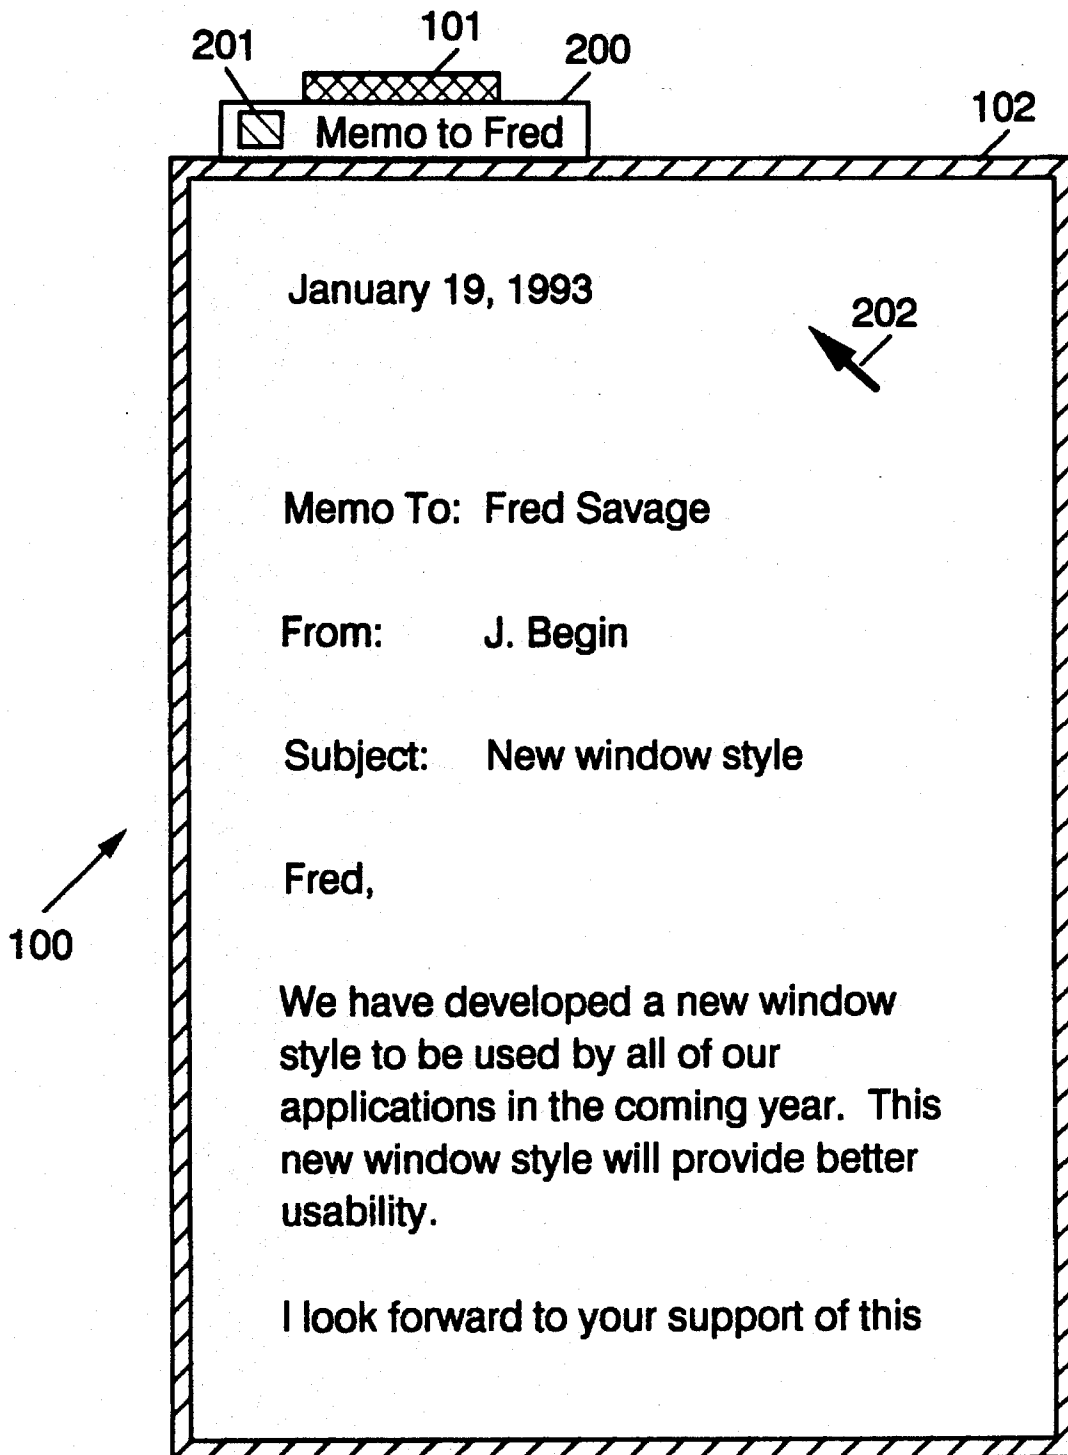 101
201
200
102
Memo to Fred
January 19, 1993
202
Memo To: Fred Savage
From: J. Begin
Subject: New window style
Fred,
100
We have developed a new window
style to be used by all of our
applications in the coming year. This
new window style will provide better
usability.
I look forward to your support of this